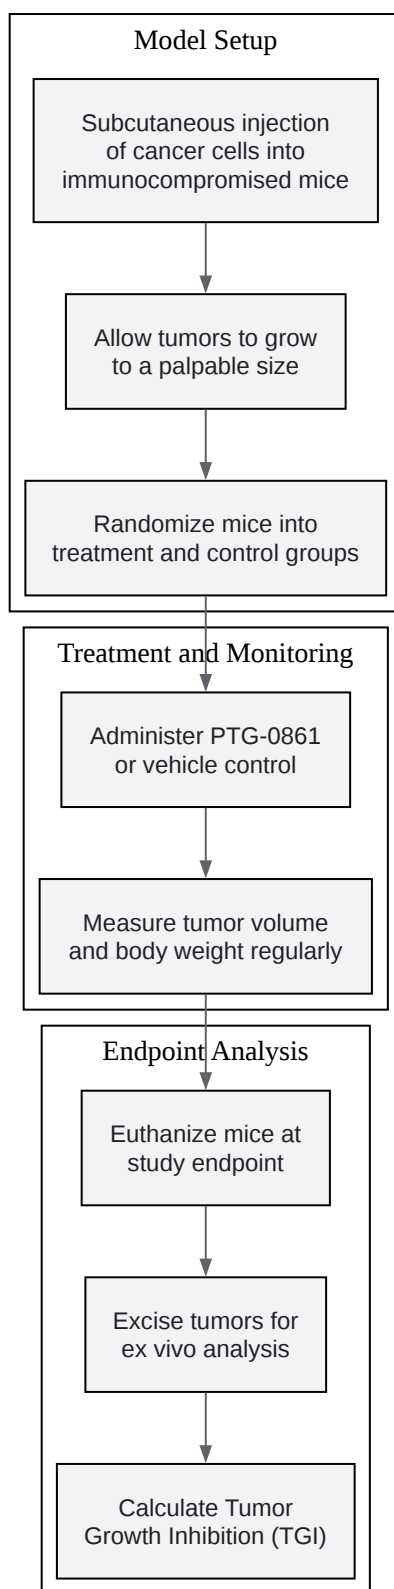 Model Setup
Subcutaneous injection
of cancer cells into
immunocompromised mice
Allow tumors to grow
to a palpable size
Randomize mice into
treatment and control groups
Treatment and Monitoring
Administer PTG-0861
or vehicle control
Measure tumor volume
and body weight regularly
Endpoint Analysis
Euthanize mice at
study endpoint
Excise tumors for
ex vivo analysis
Calculate Tumor
Growth Inhibition (TGI)